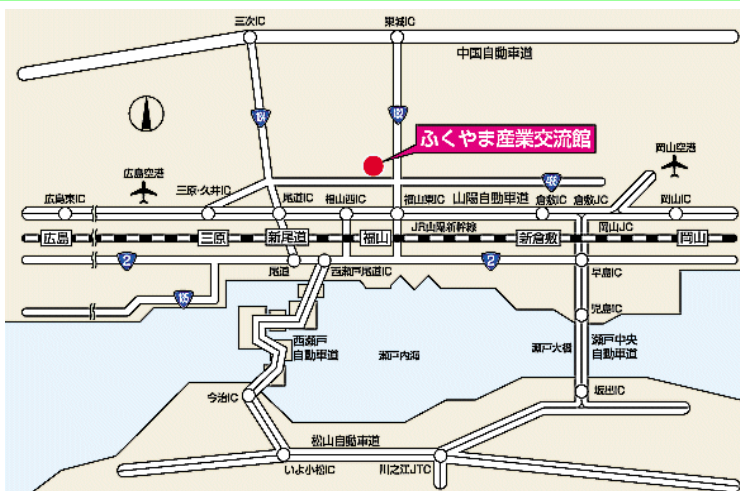 三次IC
東城IC
中国自動車道
184
182
ふくやま産業交流館
岡山空港
広島空港
486
三原・久井IC
広島東IC
尾道IC
福山西IC
福山東IC
山陽自動車道
倉敷IC
倉敷JC
岡山IC
広島
三原
新尾道
福山
JR山陽新幹線
新倉敷
岡山JC
岡山
2
尾道
西瀬戸尾道IC
2
早島IC
185
児島IC
西瀬戸
自動車道
瀬戸内海
瀬戸大橋
瀬戸中央
自動車道
今治IC
坂出IC
松山自動車道
いよ小松IC
川之江JTC